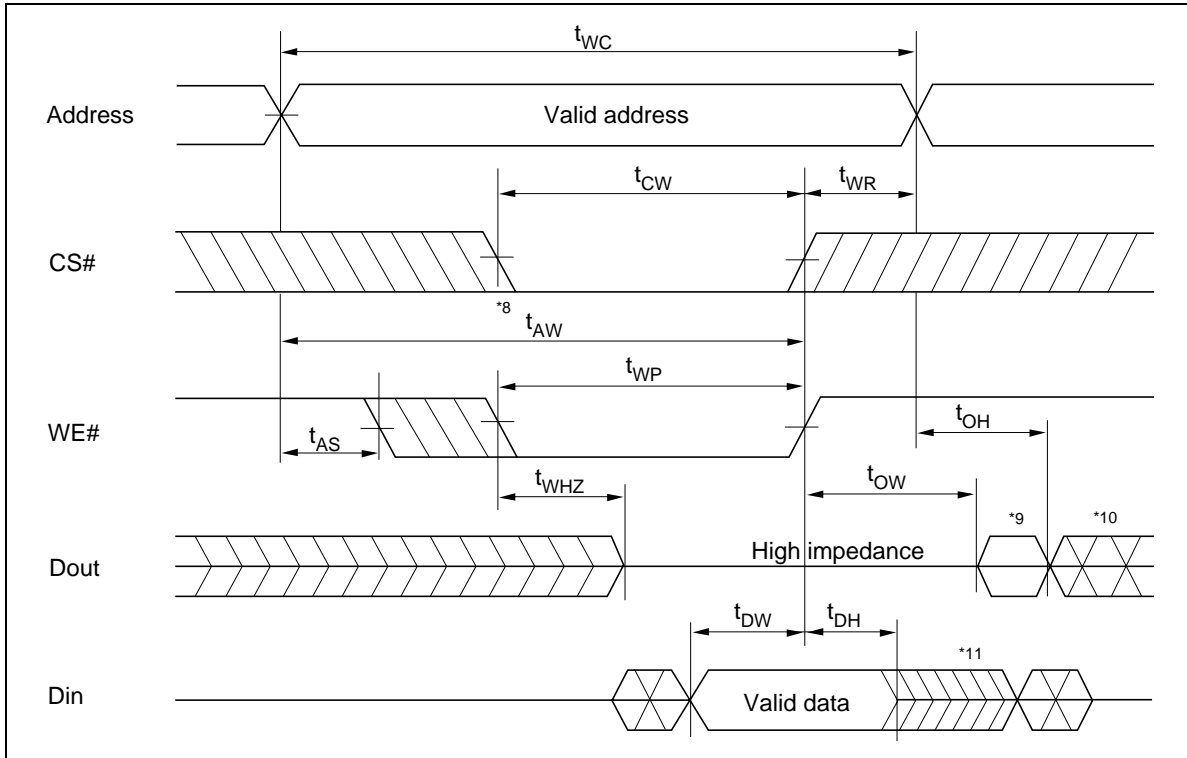 tWC
Address
Valid address
tCW
tWR
CS#
*8
tAW
tWP
WE#
tAS
tOH
tWHZ
tOW
*9
*10
Dout
High impedance
tDW
tDH
*11
Din
Valid data